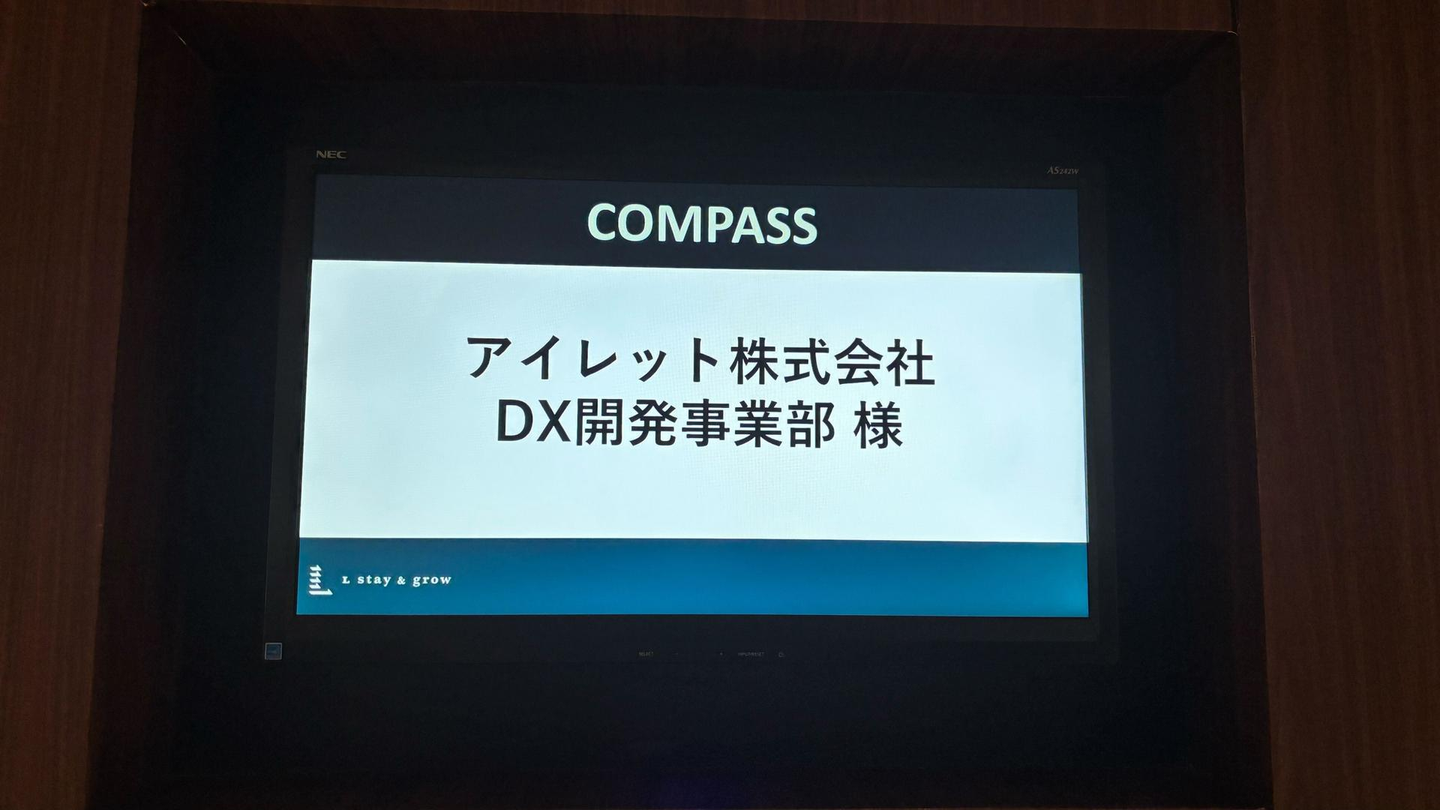 NEC
AS242W
COMPASS
アイレット株式会社
DX開発事業部 様
L stay & grow